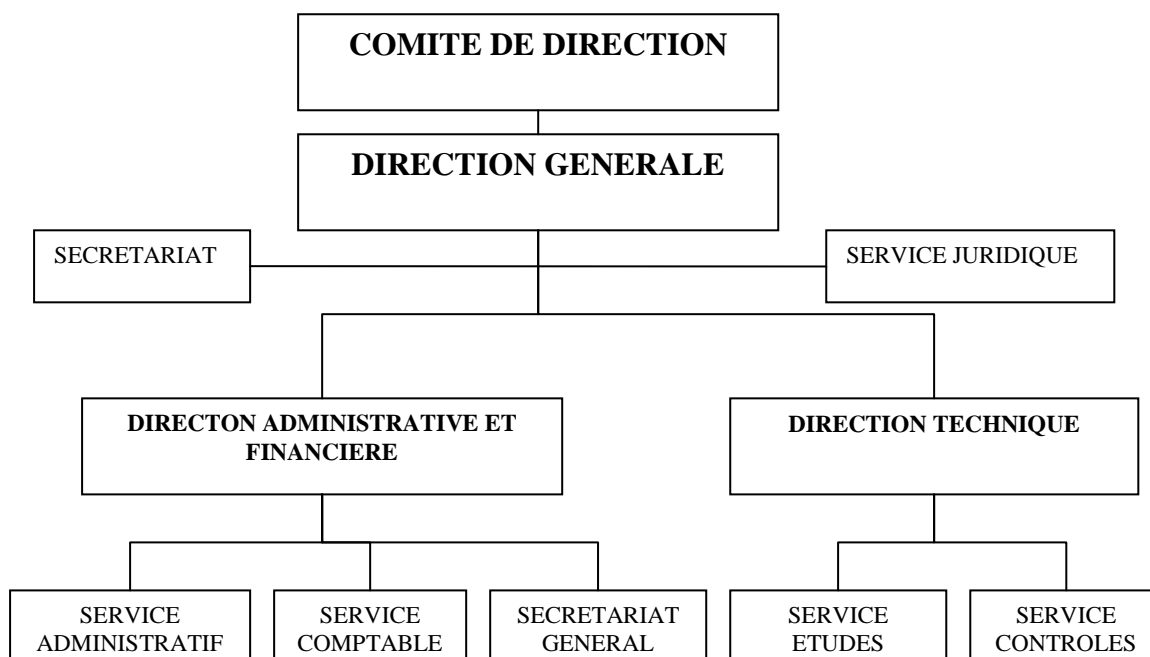 COMITE DE DIRECTION
DIRECTION GENERALE
SECRETARIAT
SERVICE JURIDIQUE
DIRECTON ADMINISTRATIVE ET
FINANCIERE
DIRECTION TECHNIQUE
SERVICE
ADMINISTRATIF
SERVICE
COMPTABLE
SECRETARIAT
GENERAL
SERVICE
ETUDES
SERVICE
CONTROLES